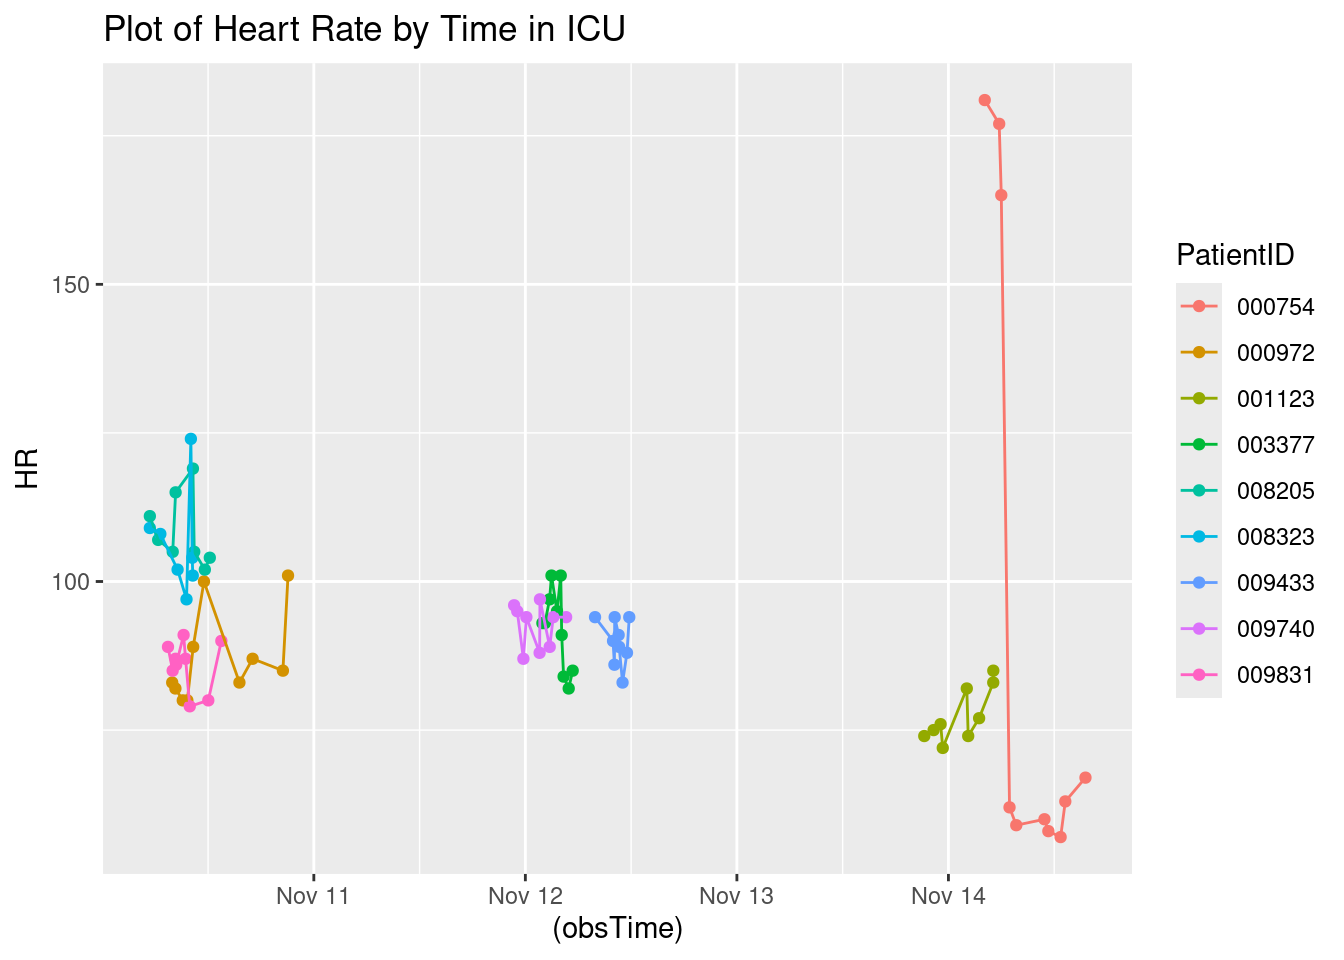 Plot of Heart Rate by Time in ICU
150
100
HR
Nov 11
Nov 12
Nov 13
Nov 14
(obsTime)
PatientID
000754
000972
001123
003377
008205
008323
009433
009740
009831